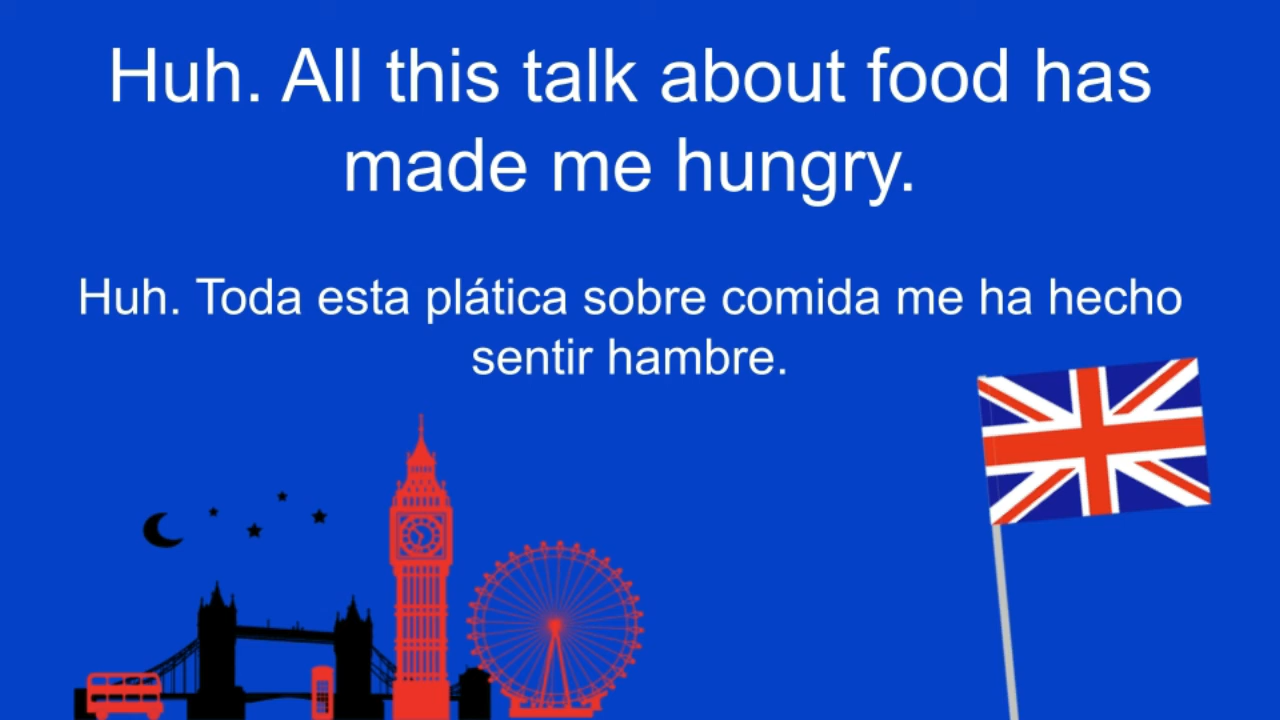 Huh. All this talk about food has
made me hungry.
Huh. Toda esta plática sobre comida me ha hecho
sentir hambre.